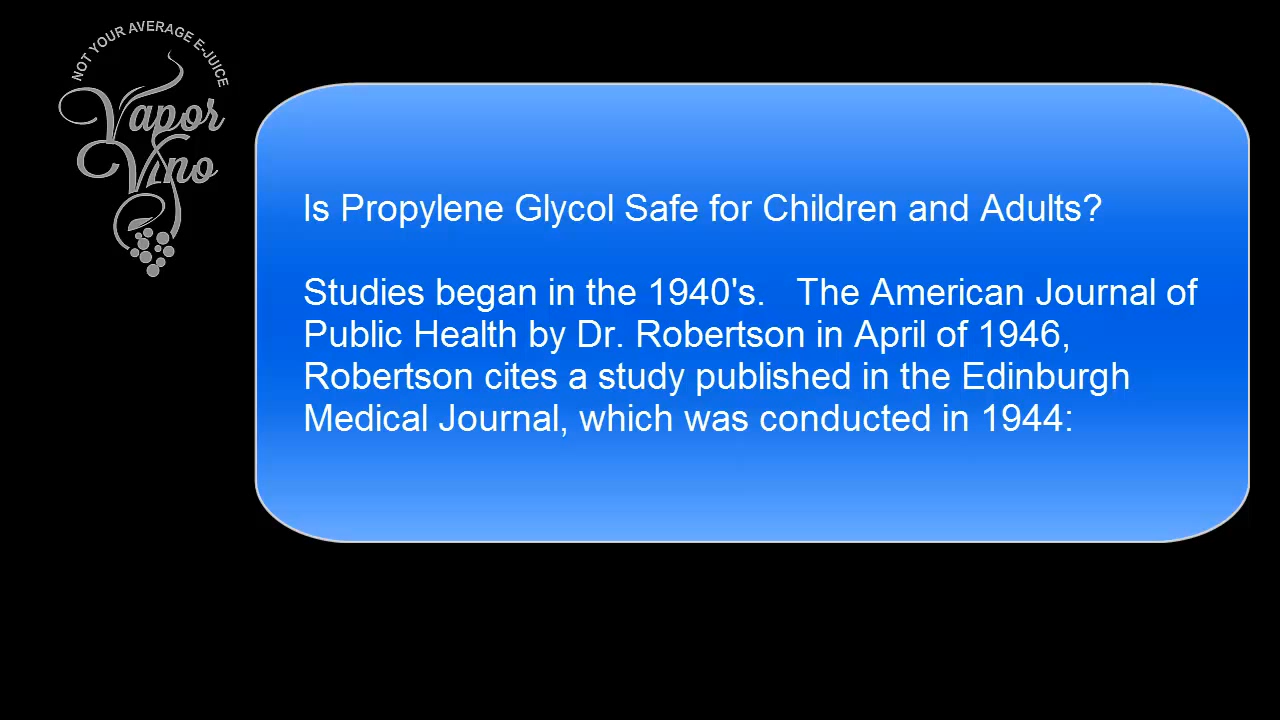 NOT YOUR AVERAGE E-JUICE
Vapor
Vino
Is Propylene Glycol Safe for Children and Adults?
Studies began in the 1940's.   The American Journal of
Public Health by Dr. Robertson in April of 1946,
Robertson cites a study published in the Edinburgh
Medical Journal, which was conducted in 1944: